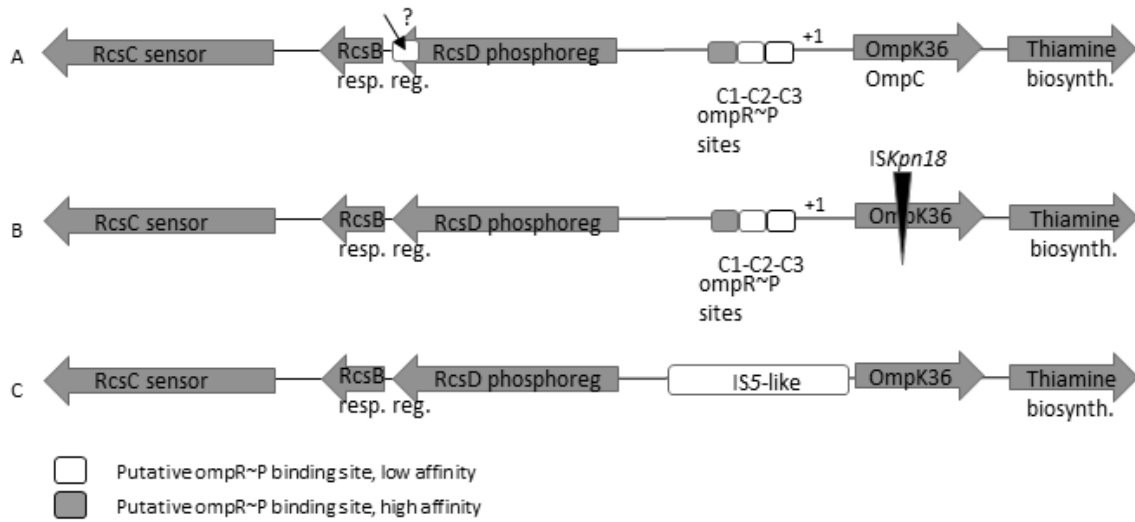 ?
A RcsC sensor RcsB RcsD phosphoreg +1 OmpK36 Thiamine
resp. reg. OmpC biosynth.
C1-C2-C3
ompR~P
sites
ISKpn18
B RcsC sensor RcsB RcsD phosphoreg +1 OmpK36 Thiamine
resp. reg. biosynth.
C1-C2-C3
ompR~P
sites
C RcsC sensor RcsB RcsD phosphoreg IS5-like OmpK36 Thiamine
resp. reg. biosynth.
Putative ompR~P binding site, low affinity
Putative ompR~P binding site, high affinity